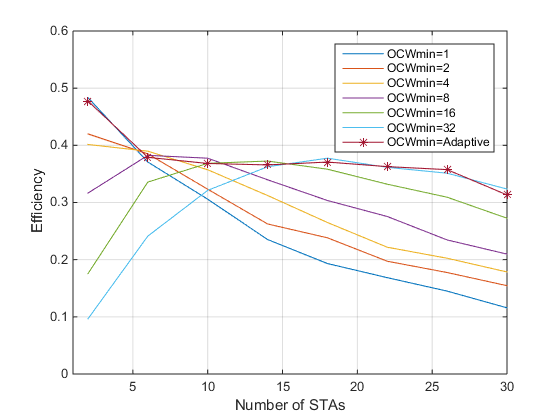 0.6
0.5
0.4
0.3
0.2
0.1
0
Efficiency
OCWmin=1
OCWmin=2
OCWmin=4
OCWmin=8
OCWmin=16
OCWmin=32
OCWmin=Adaptive
5 10 15 20 25 30
Number of STAs